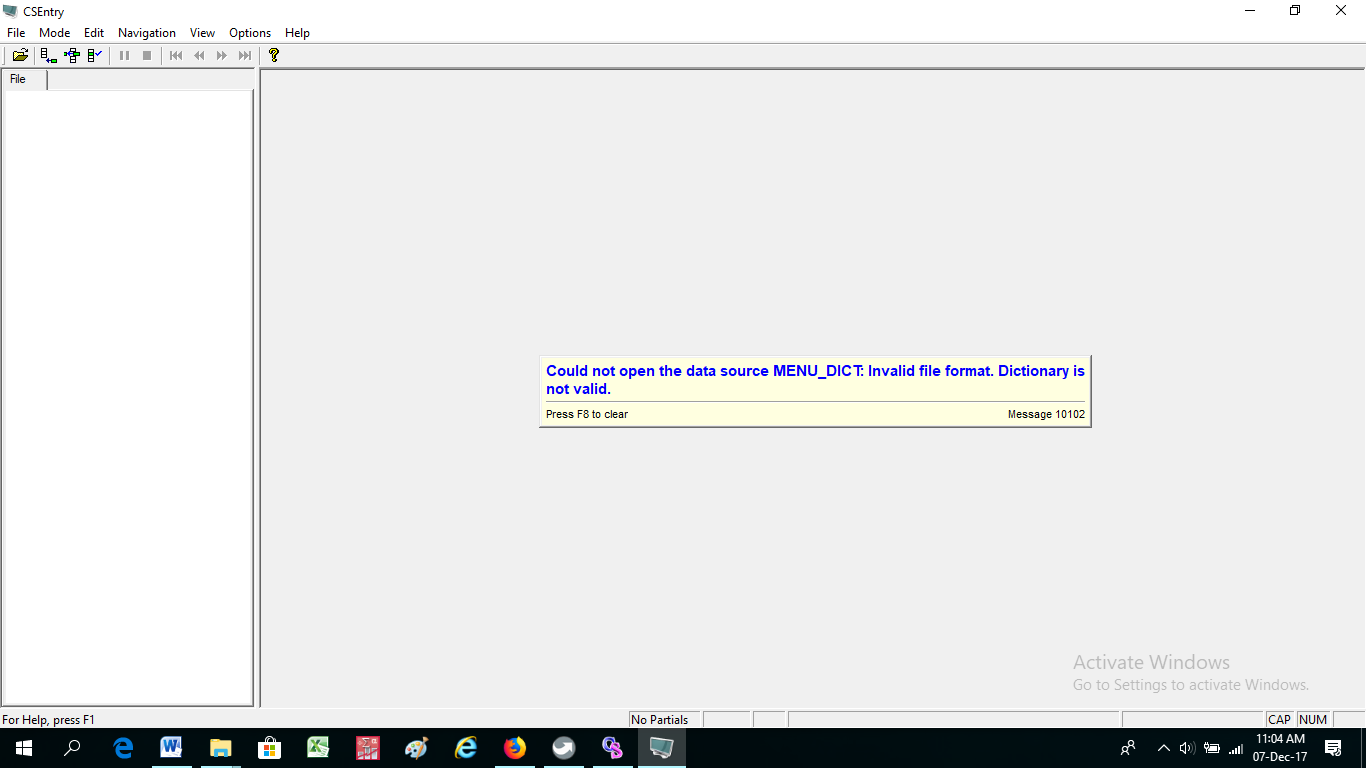 CSEntry
File Mode Edit Navigation View Options Help
File
Could not open the data source MENU_DICT: Invalid file format. Dictionary is
not valid.
Press F8 to clear Message 10102
Activate Windows
Go to Settings to activate Windows.
For Help, press F1 No Partials CAP NUM
11:04 AM
07-Dec-17